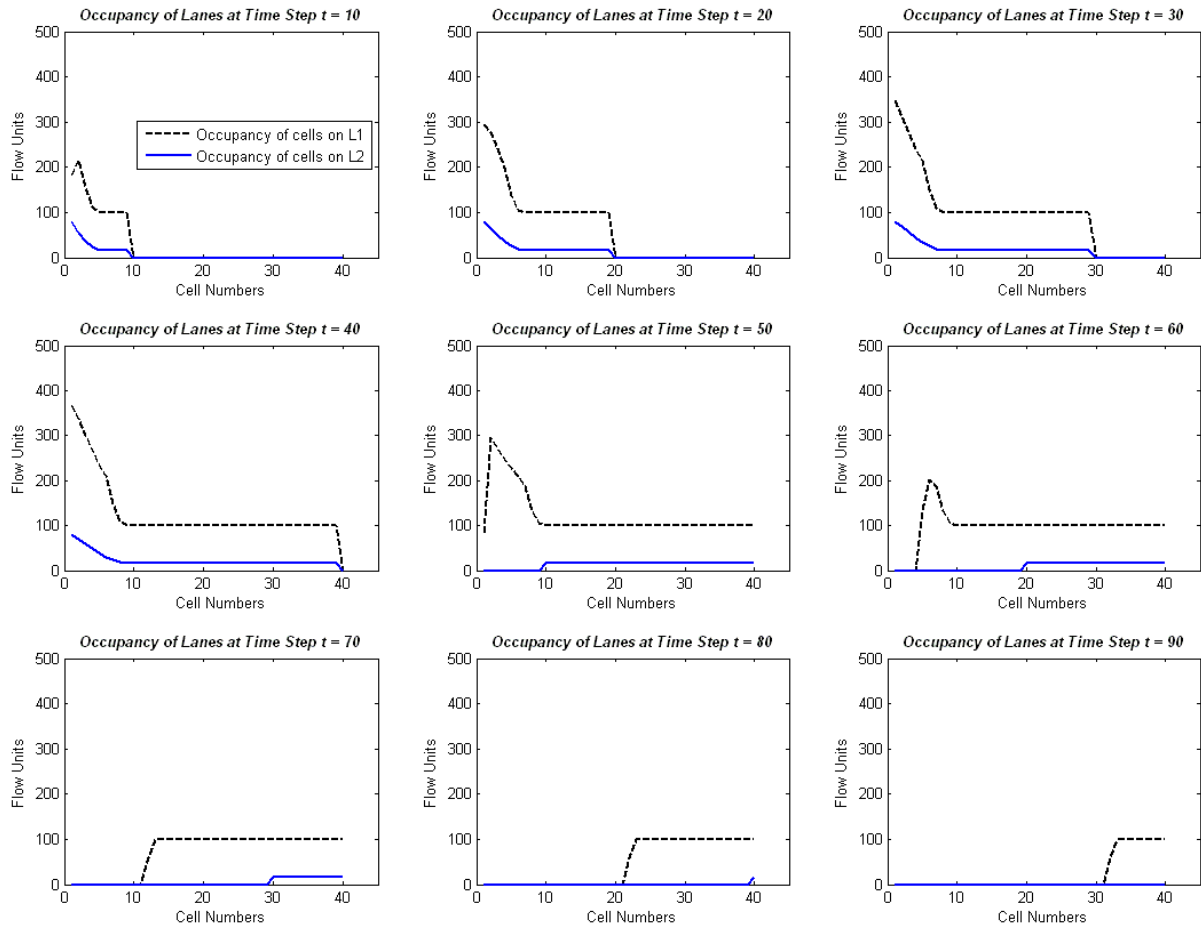 Occupancy of Lanes at Time Step t = 10
Occupancy of Lanes at Time Step t = 20
Occupancy of Lanes at Time Step t = 30
500
400
300
200
100
0
Flow Units
Occupancy of cells on L1
Occupancy of cells on L2
0 10 20 30 40
Cell Numbers
500
400
300
200
100
0
Flow Units
0 10 20 30 40
Cell Numbers
500
400
300
200
100
0
Flow Units
0 10 20 30 40
Cell Numbers
Occupancy of Lanes at Time Step t = 40
Occupancy of Lanes at Time Step t = 50
Occupancy of Lanes at Time Step t = 60
500
400
300
200
100
0
Flow Units
0 10 20 30 40
Cell Numbers
500
400
300
200
100
0
Flow Units
0 10 20 30 40
Cell Numbers
500
400
300
200
100
0
Flow Units
0 10 20 30 40
Cell Numbers
Occupancy of Lanes at Time Step t = 70
Occupancy of Lanes at Time Step t = 80
Occupancy of Lanes at Time Step t = 90
500
400
300
200
100
0
Flow Units
0 10 20 30 40
Cell Numbers
500
400
300
200
100
0
Flow Units
0 10 20 30 40
Cell Numbers
500
400
300
200
100
0
Flow Units
0 10 20 30 40
Cell Numbers